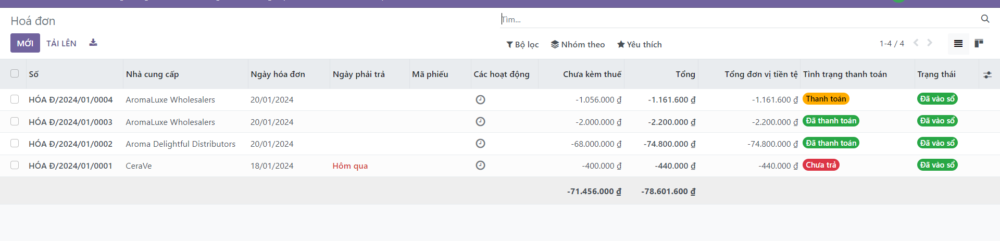 Hoá đơn
Tìm...
MỚI TẢI LÊN
Bộ lọc Nhóm theo Yêu thích
1-4 / 4
Số Nhà cung cấp Ngày hóa đơn Ngày phải trả Mã phiếu Các hoạt động Chưa kèm thuế Tổng Tổng đơn vị tiền tệ Tình trạng thanh toán Trạng thái
HÓA Đ/2024/01/0004 AromaLuxe Wholesalers 20/01/2024 -1.056.000 ₫ -1.161.600 ₫ -1.161.600 ₫ Thanh toán Đã vào sổ
HÓA Đ/2024/01/0003 AromaLuxe Wholesalers 20/01/2024 -2.000.000 ₫ -2.200.000 ₫ -2.200.000 ₫ Đã thanh toán Đã vào sổ
HÓA Đ/2024/01/0002 Aroma Delightful Distributors 20/01/2024 -68.000.000 ₫ -74.800.000 ₫ -74.800.000 ₫ Đã thanh toán Đã vào sổ
HÓA Đ/2024/01/0001 CeraVe 18/01/2024 Hôm qua -400.000 ₫ -440.000 ₫ -440.000 ₫ Chưa trả Đã vào sổ
-71.456.000 ₫ -78.601.600 ₫